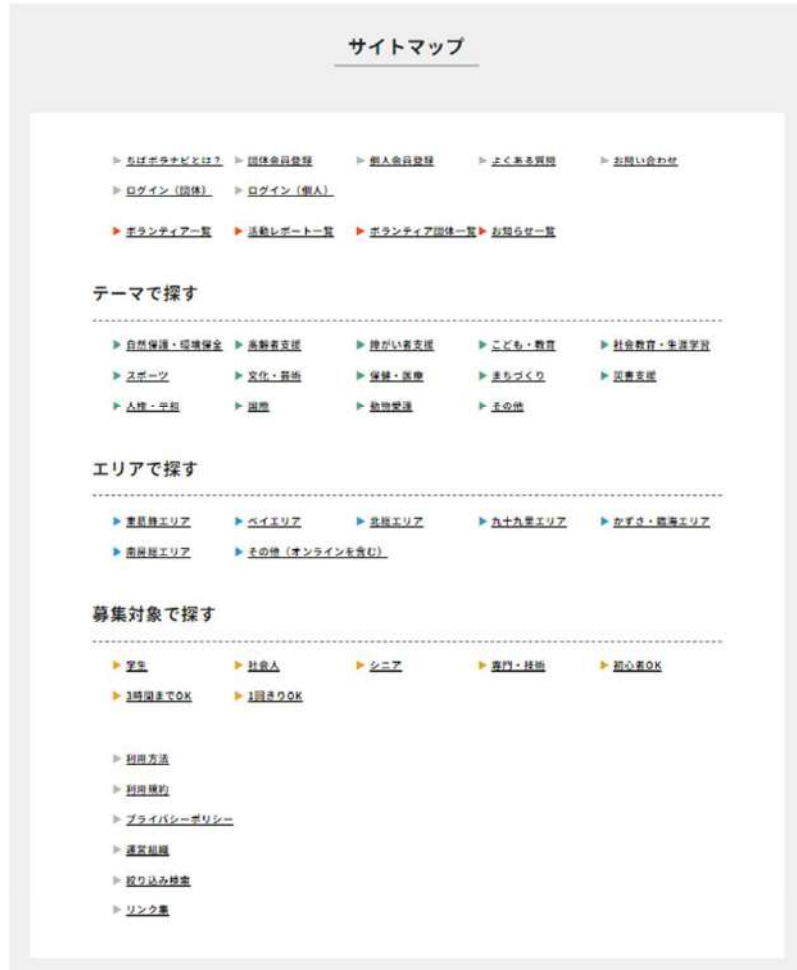 サイトマップ
ちばボラナビとは？ 団体会員登録 個人会員登録 よくある質問 お問い合わせ
ログイン（団体） ログイン（個人）
ボランティア一覧 活動レポート一覧 ボランティア団体一覧 お知らせ一覧
テーマで探す
自然保護・環境保全 高齢者支援 障がい者支援 こども・教育 社会教育・生涯学習
スポーツ 文化・芸術 保健・医療 まちづくり 災害支援
人権・平和 国際 動物愛護 その他
エリアで探す
東葛飾エリア ベイエリア 北総エリア 九十九里エリア かずさ・臨海エリア
南房総エリア その他（オンラインを含む）
募集対象で探す
学生 社会人 シニア 専門・技術 初心者OK
3時間までOK 1回きりOK
利用方法
利用規約
プライバシーポリシー
運営組織
絞り込み検索
リンク集